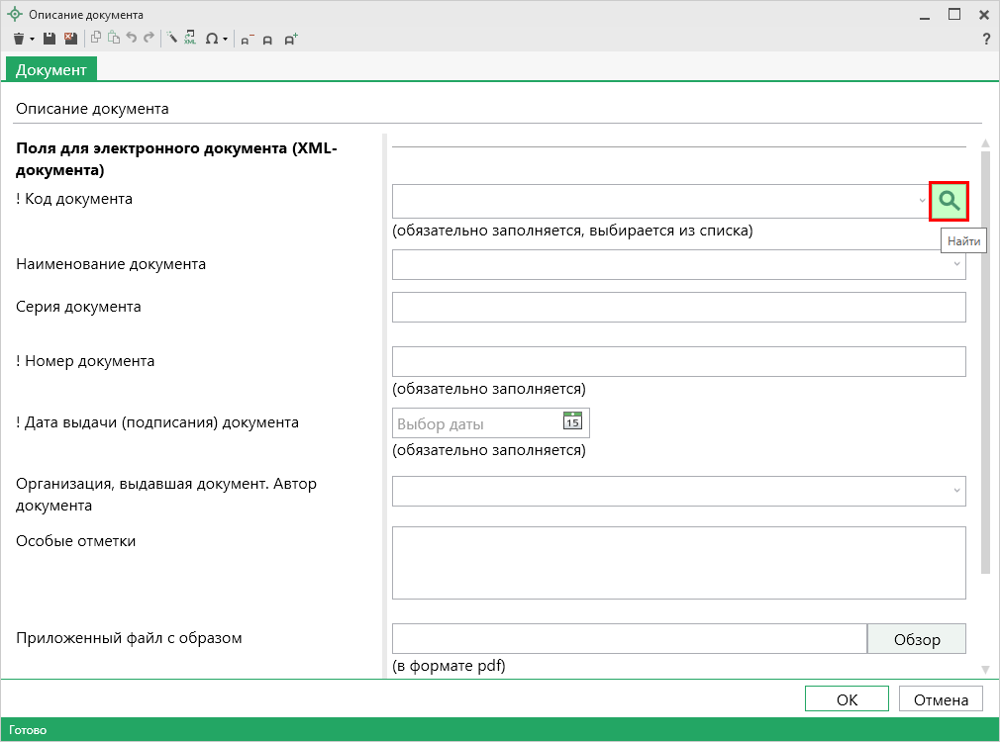 Описание документа
XML
?
Документ
Описание документа
Поля для электронного документа (XML-
документа)
! Код документа
(обязательно заполняется, выбирается из списка)
Найти
Наименование документа
Серия документа
! Номер документа
(обязательно заполняется)
! Дата выдачи (подписания) документа
Выбор даты
15
(обязательно заполняется)
Организация, выдавшая документ. Автор
документа
Особые отметки
Приложенный файл с образом
Обзор
(в формате pdf)
OK
Отмена
Готово